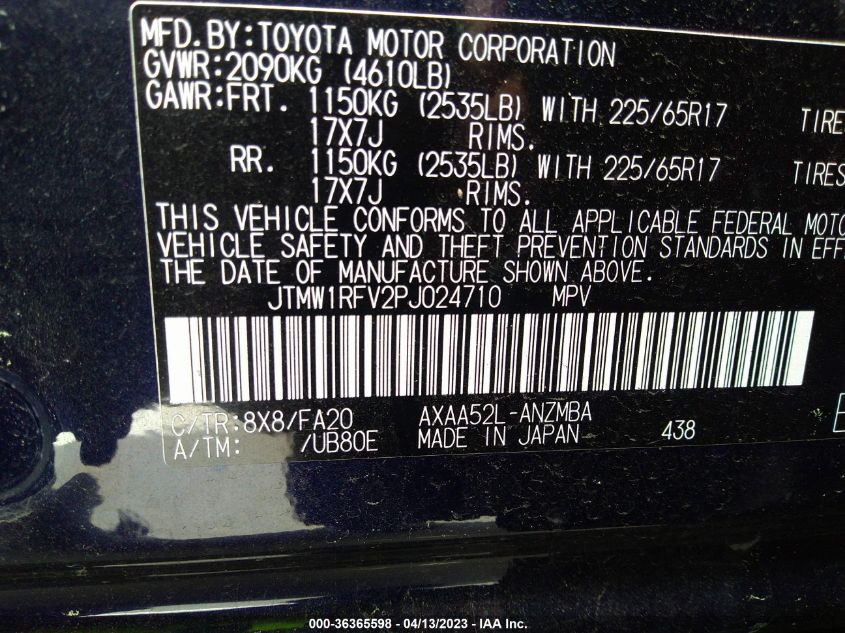 MFD.BY:TOYOTA MOTOR CORPORATION
GVWR:2090KG (4610LB)
GAWR:FRT. 1150KG (2535LB) WITH 225/65R17 TIRE
17X7J RIMS.
RR. 1150KG (2535LB) WITH 225/65R17 TIRES
17X7J RIMS.
THIS VEHICLE CONFORMS TO ALL APPLICABLE FEDERAL MOTO
VEHICLE SAFETY AND THEFT PREVENTION STANDARDS IN EFF
THE DATE OF MANUFACTURE SHOWN ABOVE.
JTMW1RFV2PJ024710 MPV
C/TR:8X8/FA20 AXAA52L-ANZMBA
A/TM: /UB80E MADE IN JAPAN 438
000-36365598 - 04/13/2023 - IAA Inc.